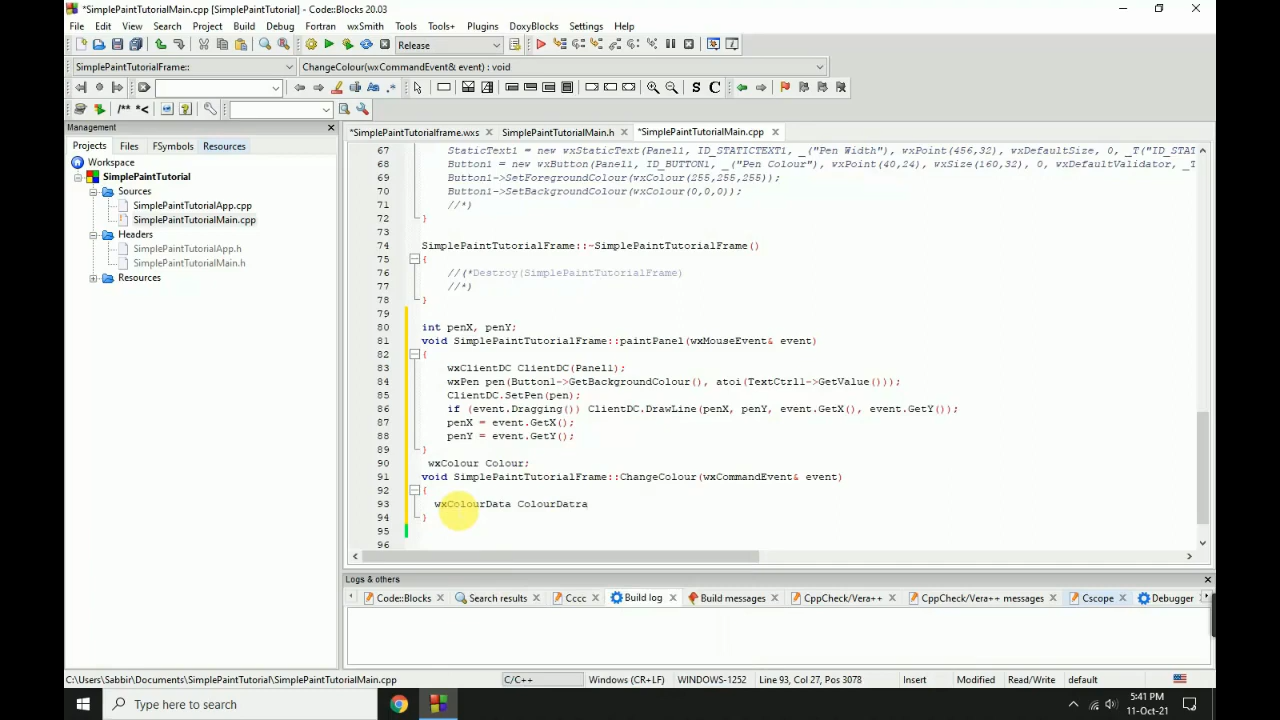 *SimplePaintTutorialMain.cpp [SimplePaintTutorial] - Code::Blocks 20.03
File Edit View Search Project Build Debug Fortran wxSmith Tools Tools+ Plugins DoxyBlocks Settings Help
Release
SimplePaintTutorialFrame:: ChangeColour(wxCommandEvent& event) : void
S C
/** *<
Management
Projects Files FSymbols Resources
*SimplePaintTutorialframe.wxs SimplePaintTutorialMain.h *SimplePaintTutorialMain.cpp
Workspace
SimplePaintTutorial
Sources
SimplePaintTutorialApp.cpp
SimplePaintTutorialMain.cpp
Headers
SimplePaintTutorialApp.h
SimplePaintTutorialMain.h
Resources
67 StaticText1 = new wxStaticText(Panel1, ID_STATICTEXT1, _("Pen Width"), wxPoint(456,32), wxDefaultSize, 0, _T("ID_STAT
68 Button1 = new wxButton(Panel1, ID_BUTTON1, _("Pen Colour"), wxPoint(40,24), wxSize(160,32), 0, wxDefaultValidator, _T
69 Button1->SetForegroundColour(wxColour(255,255,255));
70 Button1->SetBackgroundColour(wxColour(0,0,0));
71 //*)
72 }
73
74 SimplePaintTutorialFrame::~SimplePaintTutorialFrame()
75 {
76 //(*Destroy(SimplePaintTutorialFrame)
77 //*)
78 }
79
80 int penX, penY;
81 void SimplePaintTutorialFrame::paintPanel(wxMouseEvent& event)
82 {
83 wxClientDC ClientDC(Panel1);
84 wxPen pen(Button1->GetBackgroundColour(), atoi(TextCtrl1->GetValue()));
85 ClientDC.SetPen(pen);
86 if (event.Dragging()) ClientDC.DrawLine(penX, penY, event.GetX(), event.GetY());
87 penX = event.GetX();
88 penY = event.GetY();
89 }
90 wxColour Colour;
91 void SimplePaintTutorialFrame::ChangeColour(wxCommandEvent& event)
92 {
93 wxColourData ColourDatra
94 }
95
96
Logs & others
Code::Blocks Search results Cccc Build log Build messages CppCheck/Vera++ CppCheck/Vera++ messages Cscope Debugger
C:\Users\Sabbir\Documents\SimplePaintTutorial\SimplePaintTutorialMain.cpp C/C++ Windows (CR+LF) WINDOWS-1252 Line 93, Col 27, Pos 3078 Insert Modified Read/Write default
Type here to search
5:41 PM
11-Oct-21